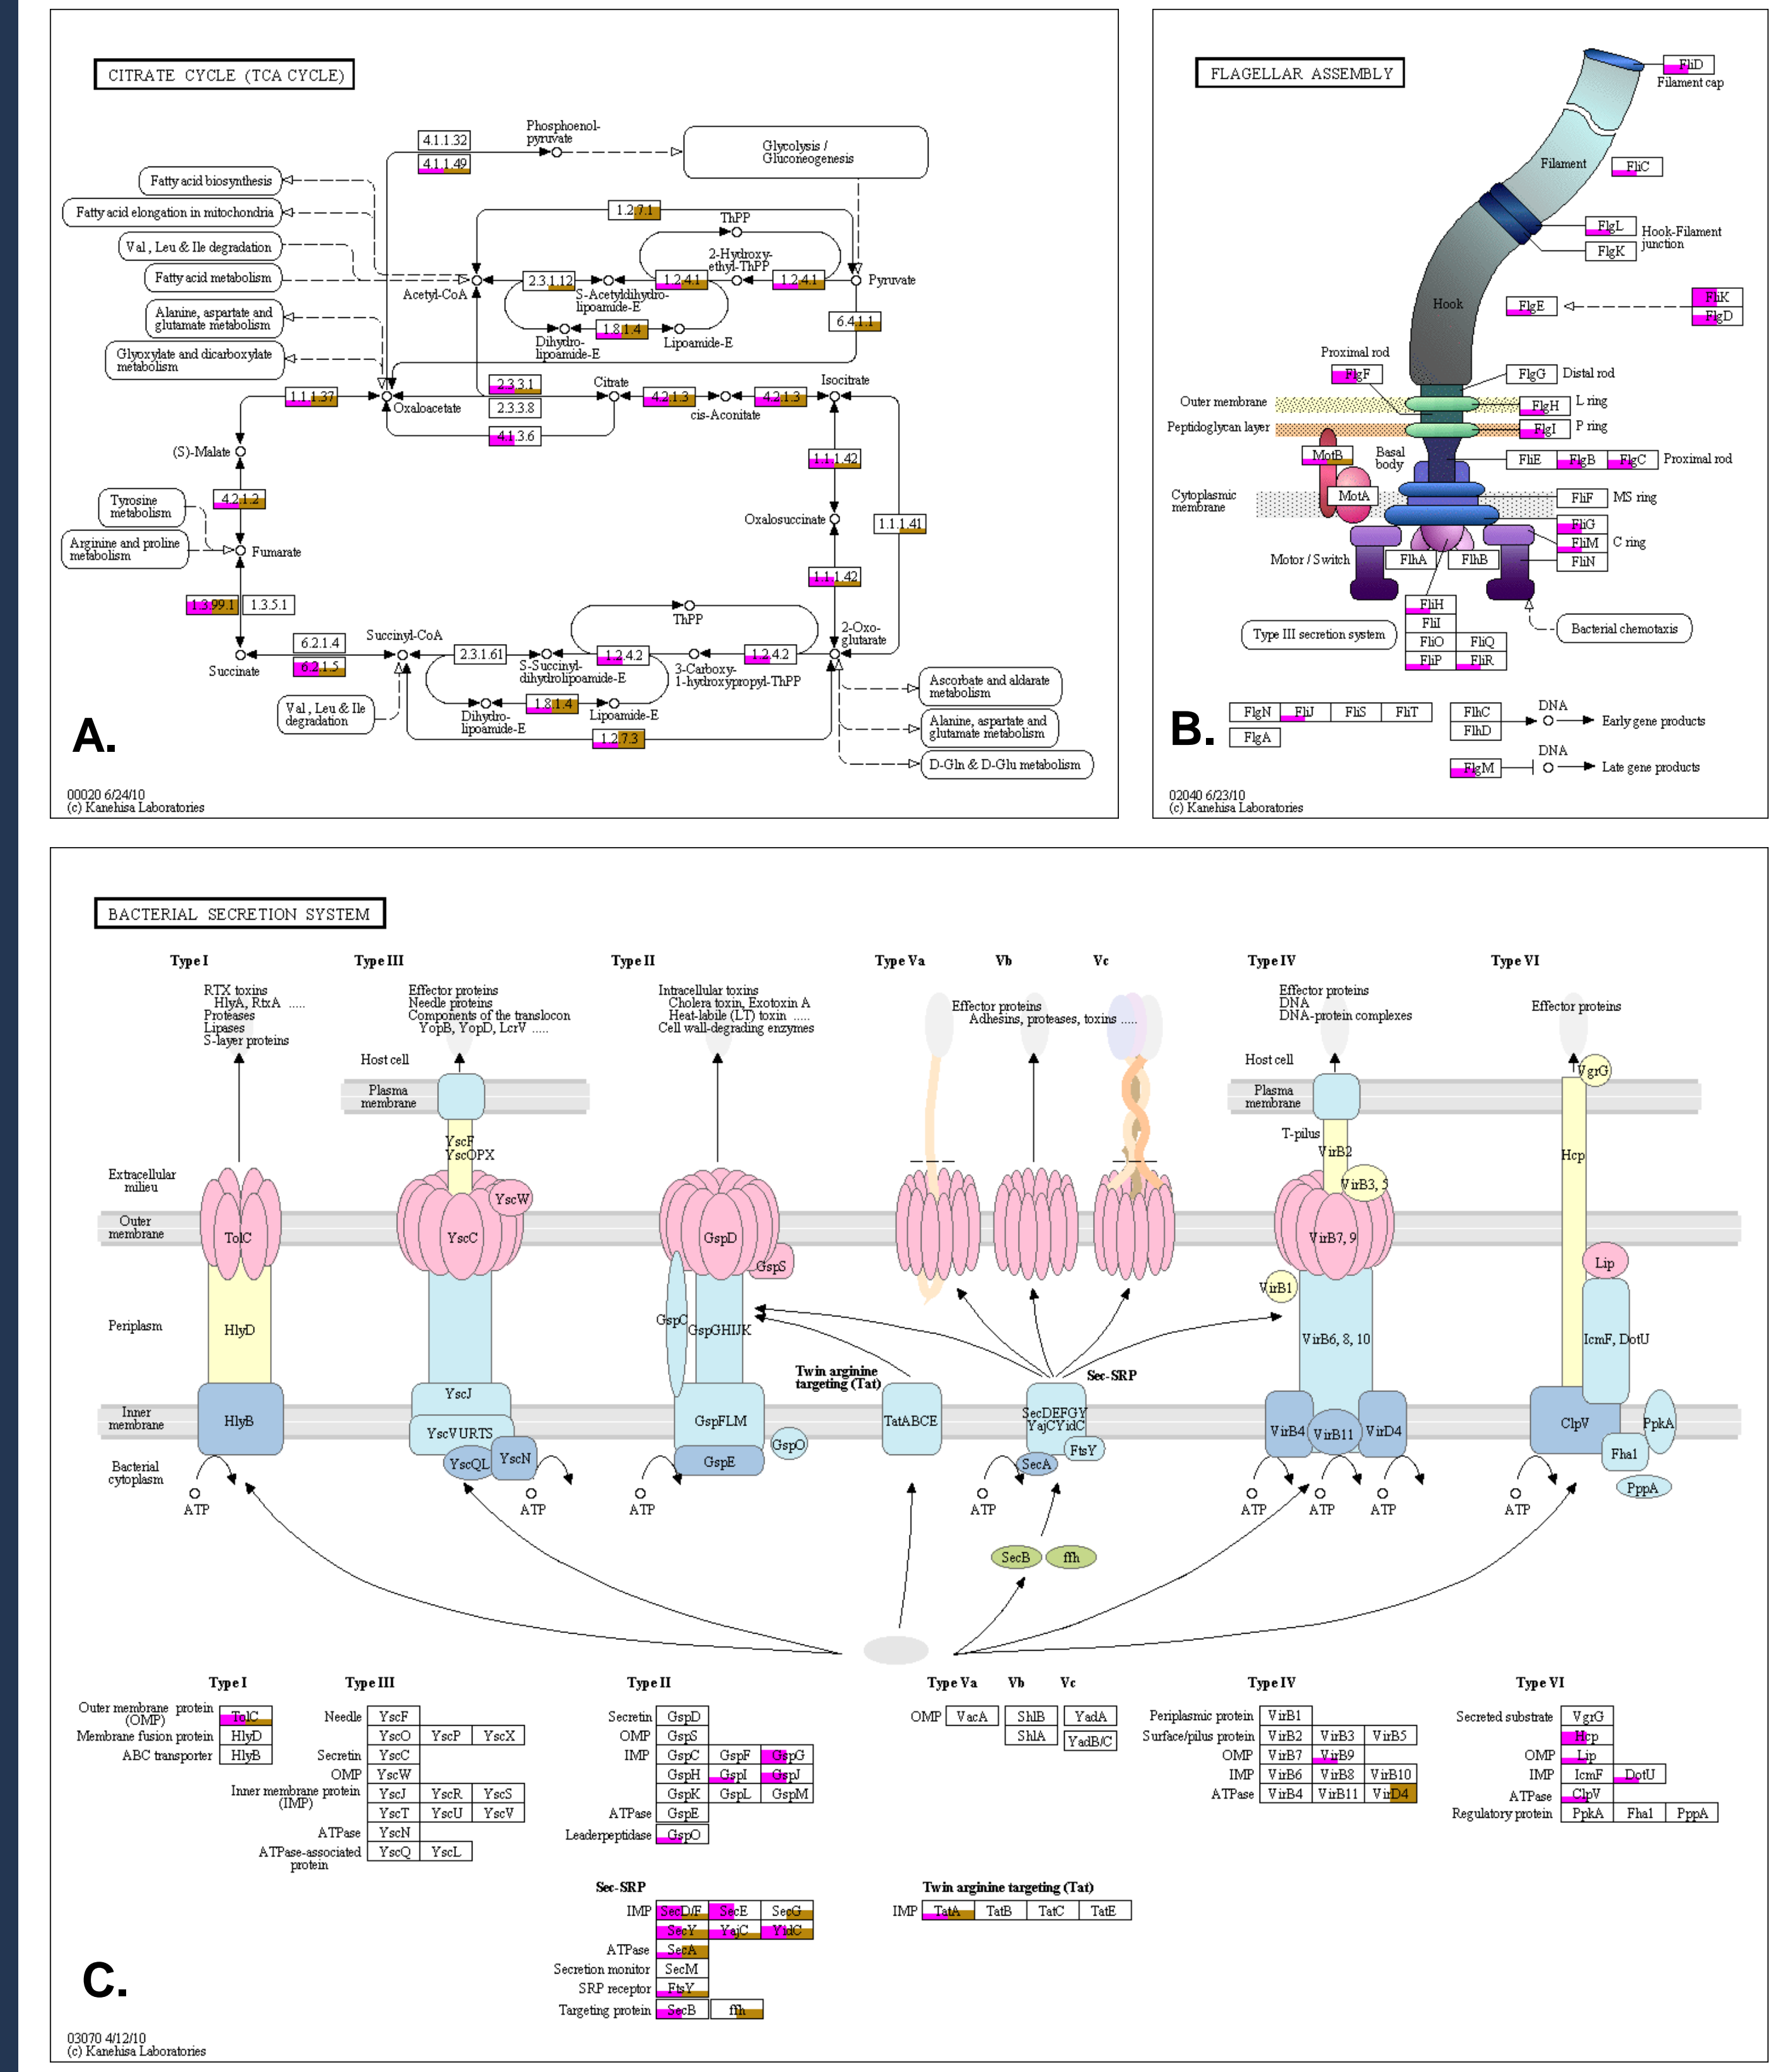 CITRATE CYCLE (TCA CYCLE)
Phosphoenol-
pyruvate
4.1.1.32
4.1.1.49
Glycolysis /
Gluconeogenesis
Fatty acid biosynthesis
Fatty acid elongation in mitochondria
Val, Leu & Ile degradation
Fatty acid metabolism
Alanine, aspartate and
glutamate metabolism
Glyoxylate and dicarboxylate
metabolism
1.2.7.1
ThPP
2-Hydroxy-
ethyl-ThPP
2.3.1.12
1.2.4.1
1.2.4.1
Pyruvate
Acetyl-CoA
S-Acetyldihydro-
lipoamide-E
1.8.1.4
6.4.1.1
Dihydro-
lipoamide-E
Lipoamide-E
1.1.1.37
Oxaloacetate
2.3.3.1
2.3.3.8
4.1.3.6
Citrate
4.2.1.3
cis-Aconitate
4.2.1.3
Isocitrate
(S)-Malate
1.1.1.42
4.2.1.2
Tyrosine
metabolism
Arginine and proline
metabolism
Fumarate
Oxalosuccinate
1.1.1.41
1.1.1.42
1.3.99.1
1.3.5.1
ThPP
Succinate
6.2.1.4
6.2.1.5
Succinyl-CoA
2.3.1.61
S-Succinyl-
dihydrolipoamide-E
1.2.4.2
3-Carboxy-
1-hydroxypropyl-ThPP
1.2.4.2
2-Oxo-
glutarate
Val, Leu & Ile
degradation
Dihydro-
lipoamide-E
1.8.1.4
Lipoamide-E
1.2.7.3
Ascorbate and aldarate
metabolism
Alanine, aspartate and
glutamate metabolism
D-Gln & D-Glu metabolism
A.
00020 6/24/10
(c) Kanehisa Laboratories
FLAGELLAR ASSEMBLY
FliD
Filament cap
Filament
FliC
FlgL
FlgK
Hook-Filament
junction
Hook
FlgE
FliK
FlgD
Proximal rod
FlgF
FlgG
Distal rod
Outer membrane
FlgH
L ring
Peptidoglycan layer
FlgI
P ring
MotB
Basal
body
FliE
FlgB
FlgC
Proximal rod
Cytoplasmic
membrane
MotA
FliF
MS ring
FliG
FliM
FliN
C ring
Motor / Switch
FlhA
FlhB
FliH
FliI
FliO
FliQ
FliP
FliR
Type III secretion system
Bacterial chemotaxis
FlgN
FliJ
FliS
FliT
FlgA
FlhC
FlhD
DNA
Early gene products
FlgM
DNA
Late gene products
B.
02040 6/23/10
(c) Kanehisa Laboratories
BACTERIAL SECRETION SYSTEM
Type I
Type III
Type II
Type Va
Vb
Vc
Type IV
Type VI
RTX toxins
HlyA, RtxA .....
Proteases
Lipases
S-layer proteins
Effector proteins
Needle proteins
Components of the translocon
YopB, YopD, LcrV .....
Intracellular toxins
Cholera toxin, Exotoxin A
Heat-labile (LT) toxin .....
Cell wall-degrading enzymes
Effector proteins
Adhesins, proteases, toxins .....
Effector proteins
DNA
DNA-protein complexes
Effector proteins
Host cell
Plasma
membrane
Host cell
Plasma
membrane
VgrG
YscF
YscOPX
T-pilus
VirB2
Hcp
Extracellular
milieu
YscW
VirB3, 5
Outer
membrane
TolC
YscC
GspD
GspS
VirB7, 9
Lip
VirB1
Periplasm
HlyD
GspC
GspGHIJK
VirB6, 8, 10
IcmF, DotU
Twin arginine
targeting (Tat)
Sec-SRP
Inner
membrane
HlyB
YscJ
YscVURTS
YscQL
YscN
GspFLM
GspE
GspO
TatABCE
SecDEFGY
YajCYidC
FtsY
SecA
VirB4
VirB11
VirD4
ClpV
PpkA
Fha1
PppA
Bacterial
cytoplasm
ATP
ATP
ATP
ATP
ATP
ATP
ATP
ATP
SecB
ffh
Type I
Outer membrane protein
(OMP)
TolC
Membrane fusion protein
HlyD
ABC transporter
HlyB
Type III
Needle
YscF
YscO
YscP
YscX
Secretin
YscC
OMP
YscW
Inner membrane protein
(IMP)
YscJ
YscR
YscS
YscT
YscU
YscV
ATPase
YscN
ATPase-associated
protein
YscQ
YscL
Type II
Secretin
GspD
OMP
GspS
IMP
GspC
GspF
GspG
GspH
GspI
GspJ
GspK
GspL
GspM
ATPase
GspE
Leaderpeptidase
GspO
Type Va
Vb
Vc
OMP
VacA
ShlB
YadA
ShlA
YadB/C
Type IV
Periplasmic protein
VirB1
Surface/pilus protein
VirB2
VirB3
VirB5
OMP
VirB7
VirB9
IMP
VirB6
VirB8
VirB10
ATPase
VirB4
VirB11
VirD4
Type VI
Secreted substrate
VgrG
Hcp
OMP
Lip
IMP
IcmF
DotU
ATPase
ClpV
Regulatory protein
PpkA
Fha1
PppA
Sec-SRP
IMP
SecD/F
SecE
SecG
SecY
YajC
YidC
ATPase
SecA
Secretion monitor
SecM
SRP receptor
FtsY
Targeting protein
SecB
ffh
Twin arginine targeting (Tat)
IMP
TatA
TatB
TatC
TatE
C.
03070 4/12/10
(c) Kanehisa Laboratories